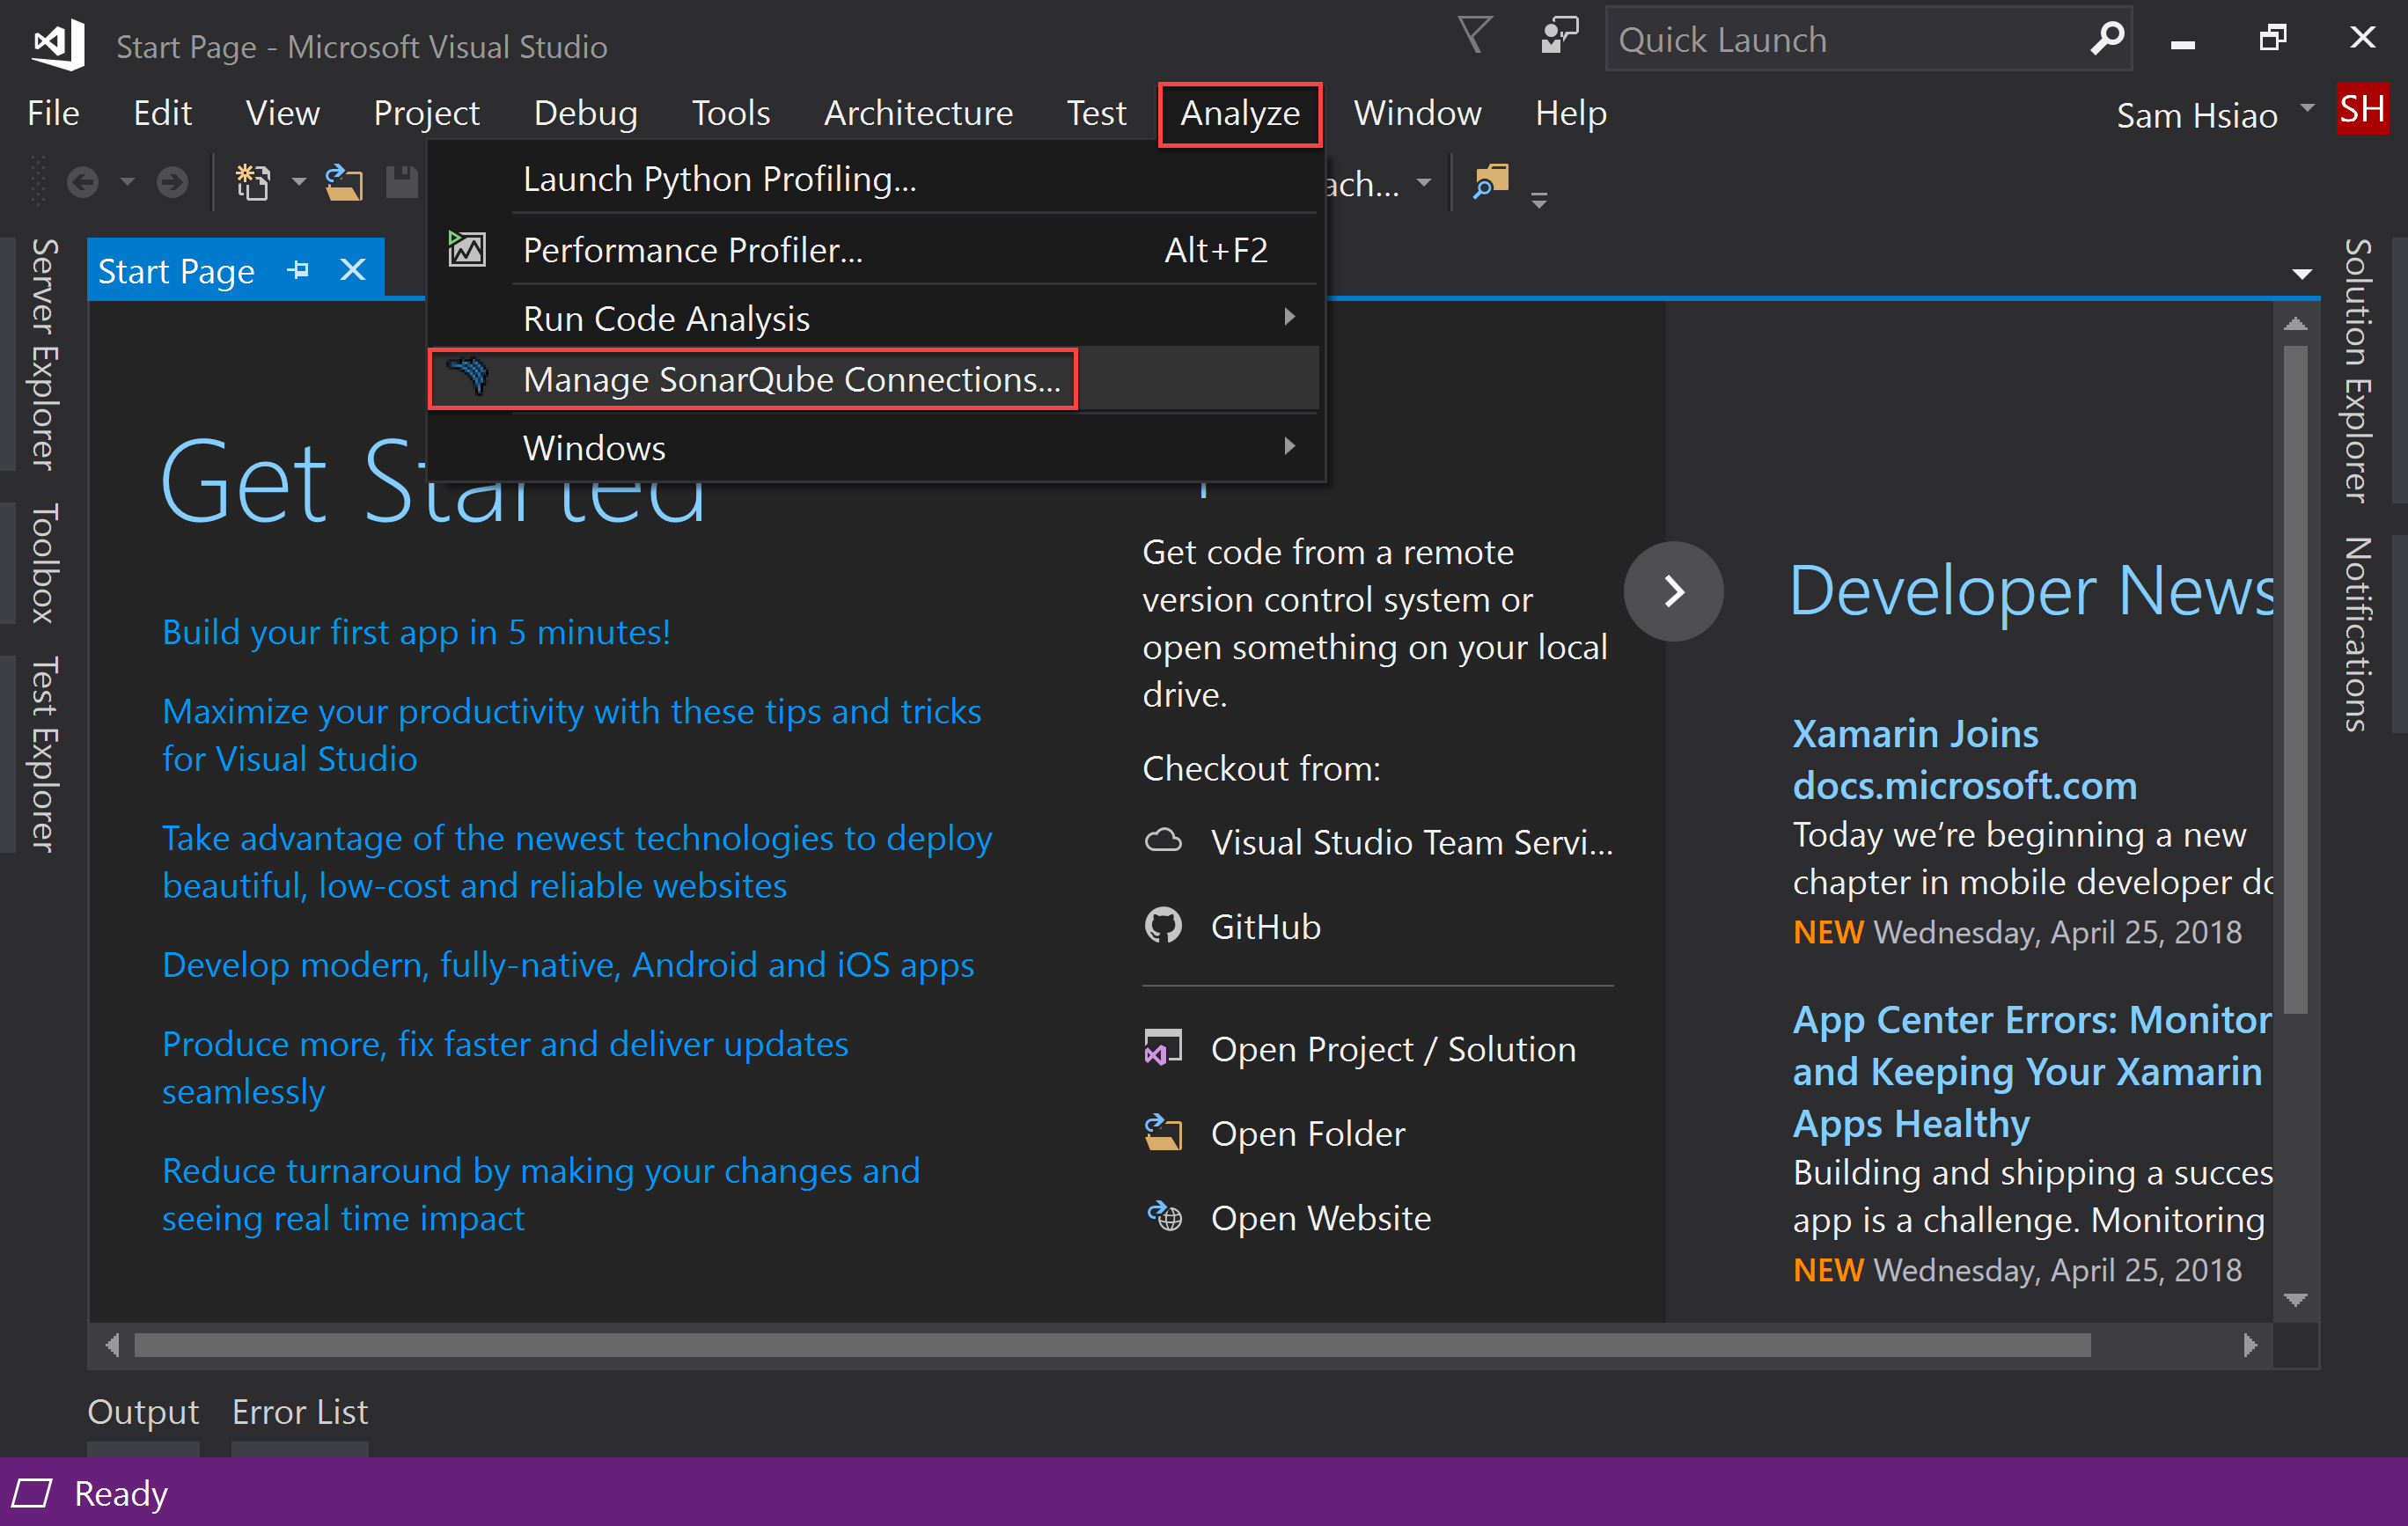 Start Page - Microsoft Visual Studio
Quick Launch
File Edit View Project Debug Tools Architecture Test Analyze Window Help
Sam Hsiao
SH
ach...
Launch Python Profiling...
Performance Profiler... Alt+F2
Run Code Analysis
Manage SonarQube Connections...
Windows
Server Explorer
Toolbox
Test Explorer
Start Page
Get Started
Build your first app in 5 minutes!
Maximize your productivity with these tips and tricks
for Visual Studio
Take advantage of the newest technologies to deploy
beautiful, low-cost and reliable websites
Develop modern, fully-native, Android and iOS apps
Produce more, fix faster and deliver updates
seamlessly
Reduce turnaround by making your changes and
seeing real time impact
Get code from a remote
version control system or
open something on your local
drive.
Checkout from:
Visual Studio Team Servi...
GitHub
Open Project / Solution
Open Folder
Open Website
Developer News
Xamarin Joins
docs.microsoft.com
Today we’re beginning a new
chapter in mobile developer
NEW Wednesday, April 25, 2018
App Center Errors: Monitor
and Keeping Your Xamarin
Apps Healthy
Building and shipping a succes
app is a challenge. Monitoring
NEW Wednesday, April 25, 2018
Solution Explorer
Notifications
Output Error List
Ready